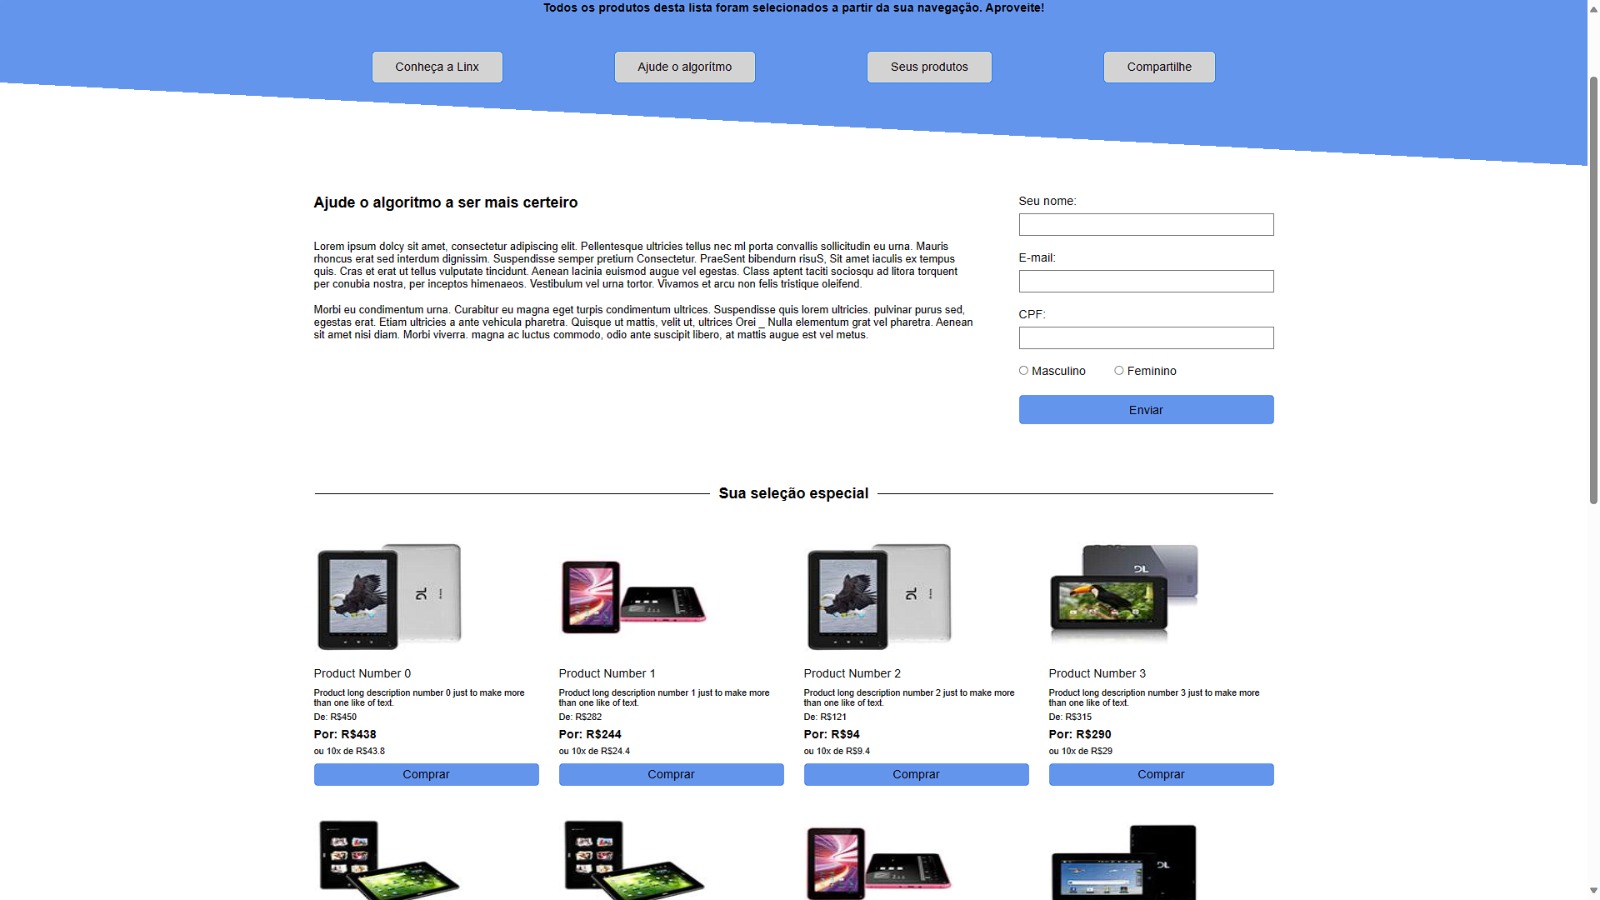 Todos os produtos desta lista foram selecionados a partir da sua navegação. Aproveite!
Conheça a Linx
Ajude o algorítmo
Seus produtos
Compartilhe
Ajude o algoritmo a ser mais certeiro
Lorem ipsum dolcy sit amet, consectetur adipiscing elit. Pellentesque ultricies tellus nec ml porta convallis sollicitudin eu urna. Mauris
rhoncus erat sed interdum dignissim. Suspendisse semper pretiurn Consectetur. PraeSent bibendurn risuS, Sit amet iaculis ex tempus
quis. Cras et erat ut tellus vulputate tincidunt. Aenean lacinia euismod augue vel egestas. Class aptent taciti sociosqu ad litora torquent
per conubia nostra, per inceptos himenaeos. Vestibulum vel urna tortor. Vivamos et arcu non felis tristique oleifend.
Morbi eu condimentum urna. Curabitur eu magna eget turpis condimentum ultrices. Suspendisse quis lorem ultricies. pulvinar purus sed,
egestas erat. Etiam ultricies a ante vehicula pharetra. Quisque ut mattis, velit ut, ultrices Orei _ Nulla elementum grat vel pharetra. Aenean
sit amet nisi diam. Morbi viverra. magna ac luctus commodo, odio ante suscipit libero, at mattis augue est vel metus.
Seu nome:
E-mail:
CPF:
Masculino
Feminino
Enviar
Sua seleção especial
DL
DL
DL
Product Number 0
Product long description number 0 just to make more
than one like of text.
De: R$450
Por: R$438
ou 10x de R$43.8
Comprar
Product Number 1
Product long description number 1 just to make more
than one like of text.
De: R$282
Por: R$244
ou 10x de R$24.4
Comprar
Product Number 2
Product long description number 2 just to make more
than one like of text.
De: R$121
Por: R$94
ou 10x de R$9.4
Comprar
Product Number 3
Product long description number 3 just to make more
than one like of text.
De: R$315
Por: R$290
ou 10x de R$29
Comprar
DL